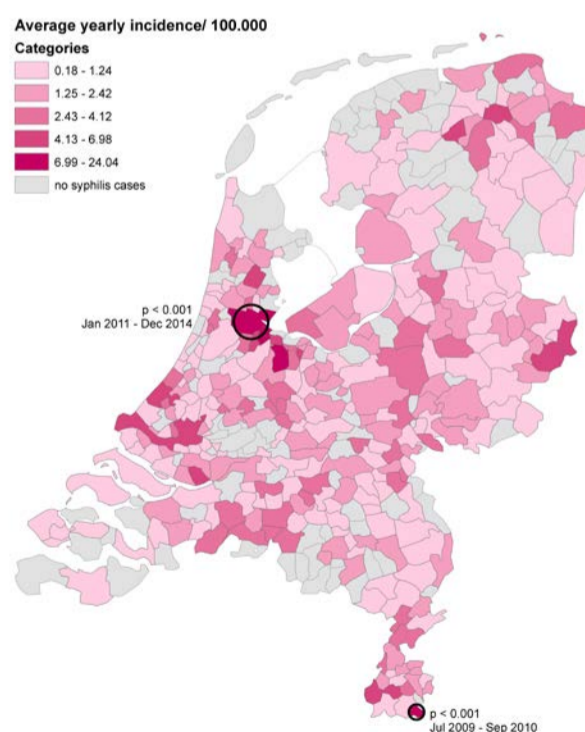 Average yearly incidence/ 100.000
Categories
0.18 - 1.24
1.25 - 2.42
2.43 - 4.12
4.13 - 6.98
6.99 - 24.04
no syphilis cases
p < 0.001
Jan 2011 - Dec 2014
p < 0.001
Jul 2009 - Sep 2010